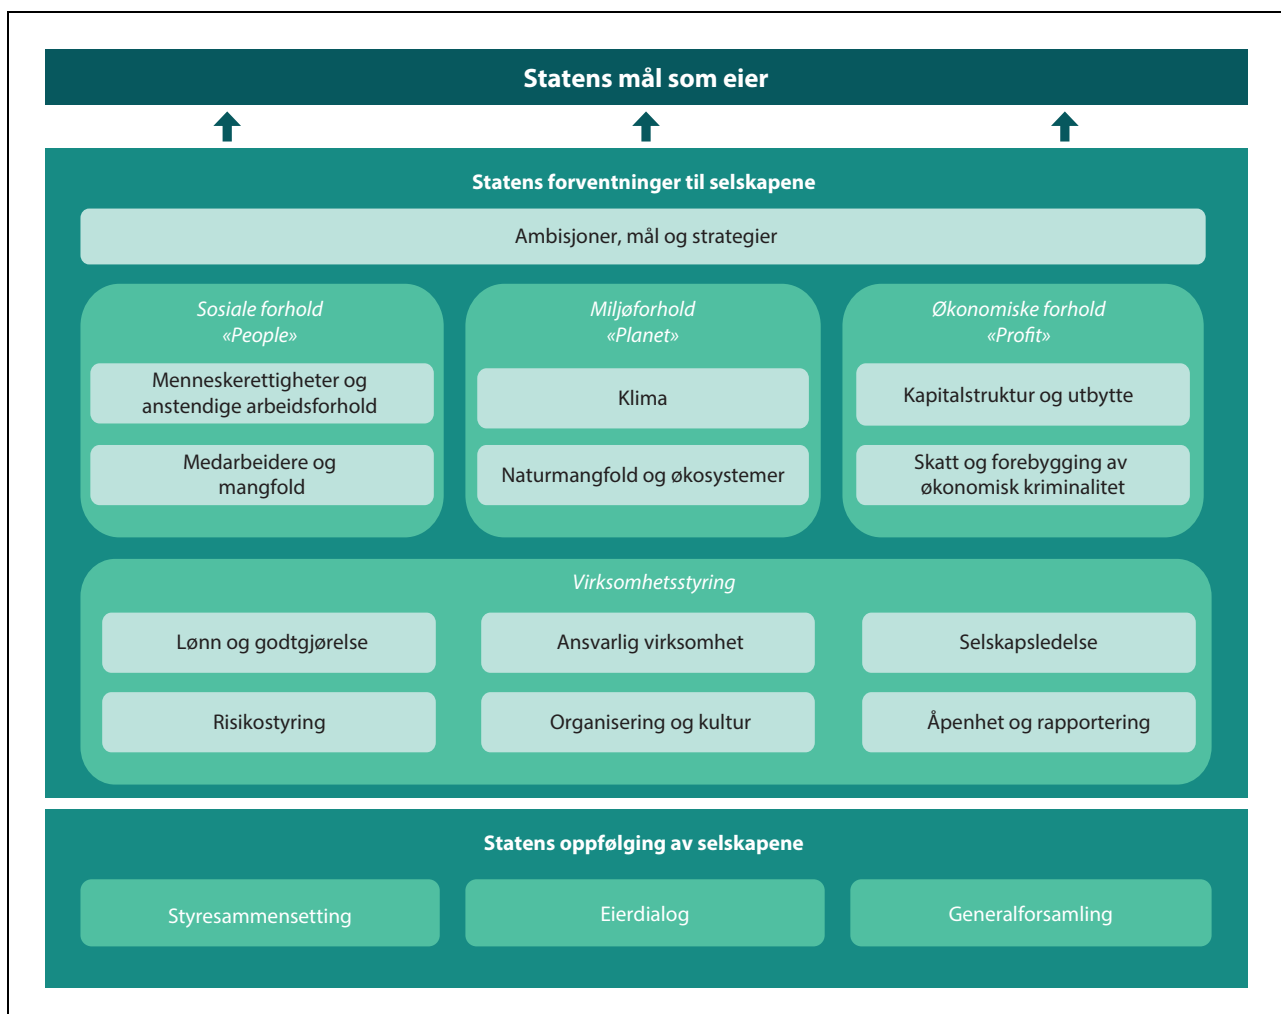 Statens mål som eier
Statens forventninger til selskapene
Ambisjoner, mål og strategier
Sosiale forhold
«People»
Menneskerettigheter og
anstendige arbeidsforhold
Medarbeidere og
mangfold
Miljøforhold
«Planet»
Klima
Naturmangfold og økosystemer
Økonomiske forhold
«Profit»
Kapitalstruktur og utbytte
Skatt og forebygging av
økonomisk kriminalitet
Virksomhetsstyring
Lønn og godtgjørelse
Ansvarlig virksomhet
Selskapsledelse
Risikostyring
Organisering og kultur
Åpenhet og rapportering
Statens oppfølging av selskapene
Styresammensetting
Eierdialog
Generalforsamling